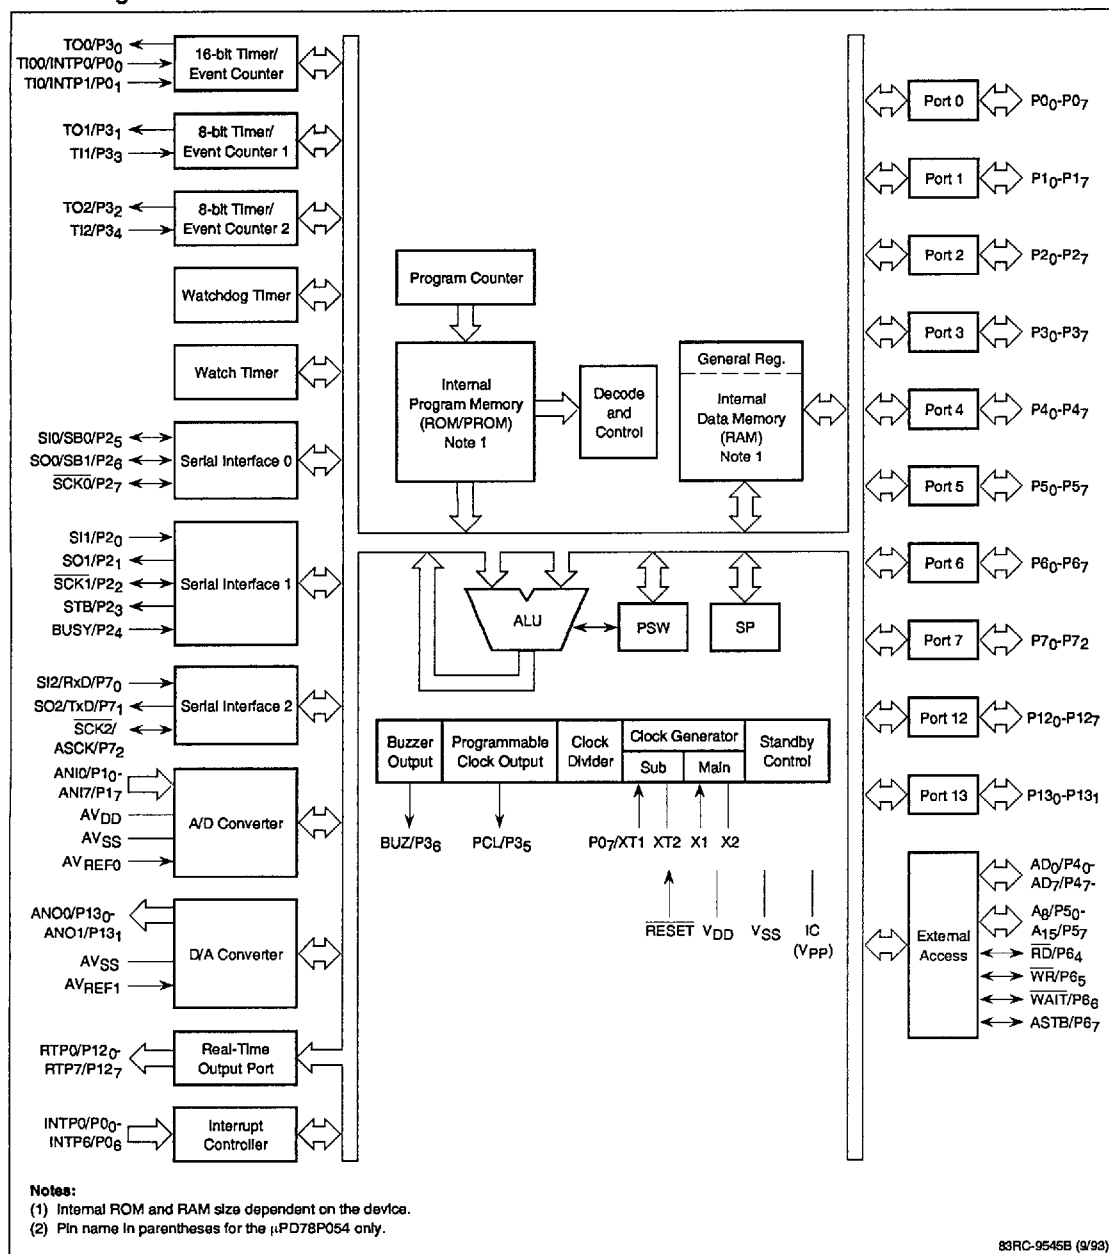 TO0/P3₀
TI00/INTP0/P0₀
TI0/INTP1/P0₁
16-bit Timer/
Event Counter
TO1/P3₁
TI1/P3₃
8-bit Timer/
Event Counter 1
TO2/P3₂
TI2/P3₄
8-bit Timer/
Event Counter 2
Watchdog Timer
Watch Timer
SI0/SB0/P2₅
SO0/SB1/P2₆
SCK0/P2₇
Serial Interface 0
SI1/P2₀
SO1/P2₁
SCK1/P2₂
STB/P2₃
BUSY/P2₄
Serial Interface 1
SI2/RxD/P7₀
SO2/TxD/P7₁
SCK2/
ASCK/P7₂
Serial Interface 2
ANI0/P1₀-
ANI7/P1₇
AV_DD
AV_SS
AV_REF0
A/D Converter
ANO0/P13₀-
ANO1/P13₁
AV_SS
AV_REF1
D/A Converter
RTP0/P12₀-
RTP7/P12₇
Real-Time
Output Port
INTP0/P0₀-
INTP6/P0₆
Interrupt
Controller
Program Counter
Internal
Program Memory
(ROM/PROM)
Note 1
Decode
and
Control
General Reg.
Internal
Data Memory
(RAM)
Note 1
ALU
PSW
SP
Buzzer
Output
Programmable
Clock Output
Clock
Divider
Clock Generator
Sub
Main
Standby
Control
BUZ/P3₆
PCL/P3₅
P0₇/XT1
XT2
X1
X2
RESET
V_DD
V_SS
IC
(V_PP)
Port 0
P0₀-P0₇
Port 1
P1₀-P1₇
Port 2
P2₀-P2₇
Port 3
P3₀-P3₇
Port 4
P4₀-P4₇
Port 5
P5₀-P5₇
Port 6
P6₀-P6₇
Port 7
P7₀-P7₂
Port 12
P12₀-P12₇
Port 13
P13₀-P13₁
External
Access
AD₀/P4₀-
AD₇/P4₇-
A₈/P5₀-
A₁₅/P5₇
RD/P6₄
WR/P6₅
WAIT/P6₆
ASTB/P6₇
Notes:
(1) Internal ROM and RAM size dependent on the device.
(2) Pin name in parentheses for the µPD78P054 only.
83RC-9545B (9/93)